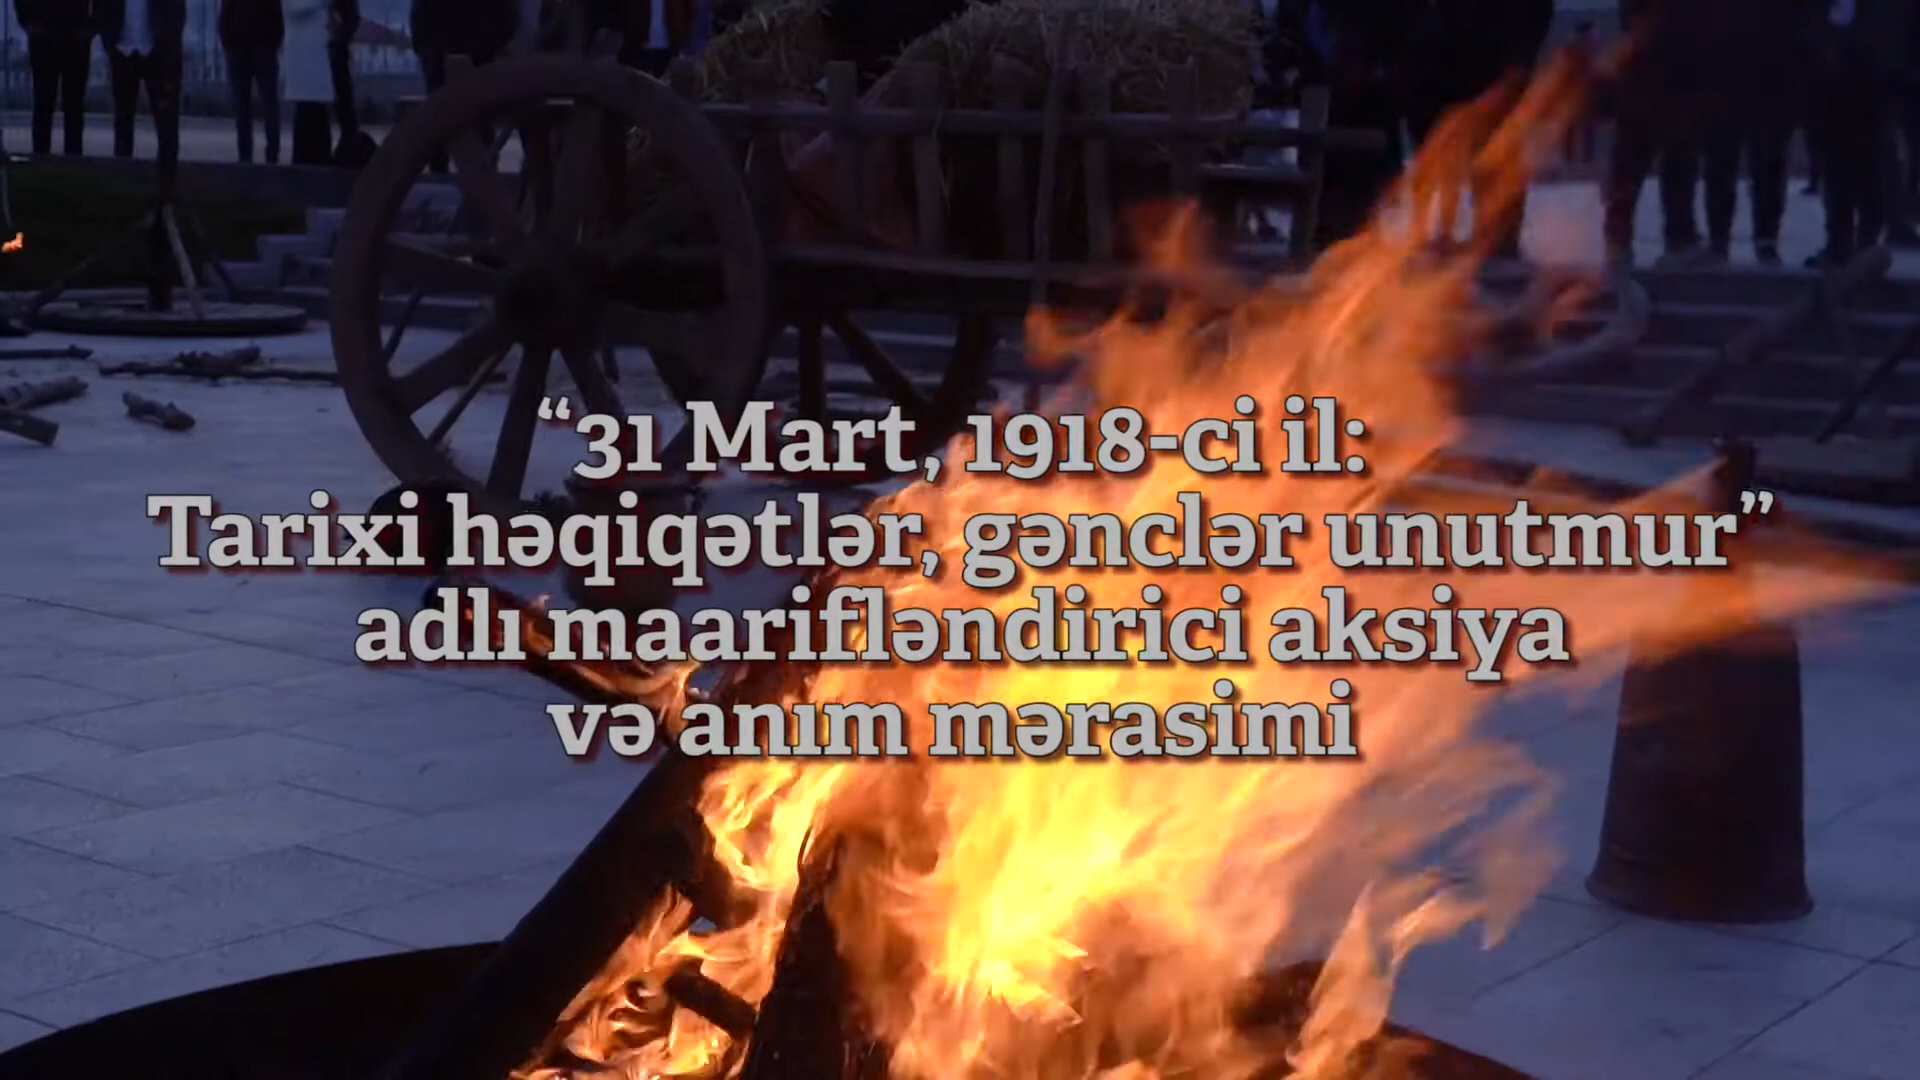 “31 Mart, 1918-ci il:
Tarixi həqiqətlər, gənclər unutmur”
adlı maarifləndirici aksiya
və anım mərasimi